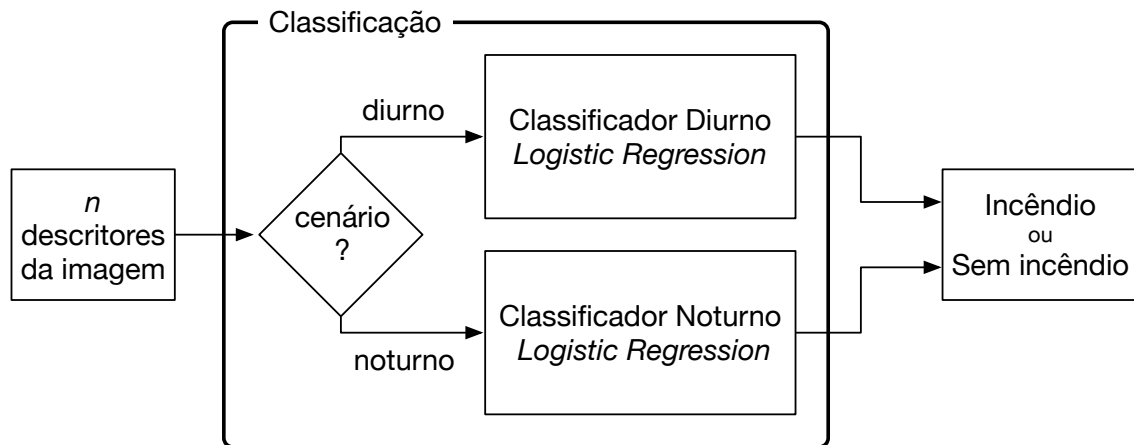 Classificação
n
descritores
da imagem
cenário
?
diurno
noturno
Classificador Diurno
Logistic Regression
Classificador Noturno
Logistic Regression
Incêndio
ou
Sem incêndio